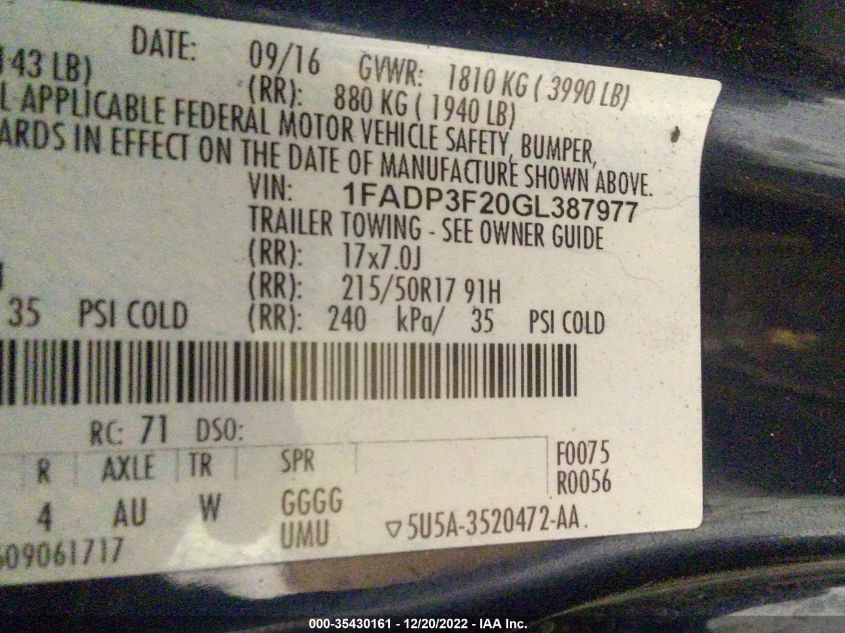 DATE: 09/16 GVWR: 1810 KG ( 3990 LB)
143 LB) (RR): 880 KG ( 1940 LB)
L APPLICABLE FEDERAL MOTOR VEHICLE SAFETY, BUMPER,
ARDS IN EFFECT ON THE DATE OF MANUFACTURE SHOWN ABOVE.
VIN: 1FADP3F20GL387977
TRAILER TOWING - SEE OWNER GUIDE
(RR): 17x7.0J
(RR): 215/50R17 91H
35 PSI COLD (RR): 240 kPa/ 35 PSI COLD
RC: 71 DSO:
R AXLE TR SPR F0075
R0056
4 AU W GGGG
UMU ▽5U5A-3520472-AA
609061717
000-35430161 - 12/20/2022 - IAA Inc.